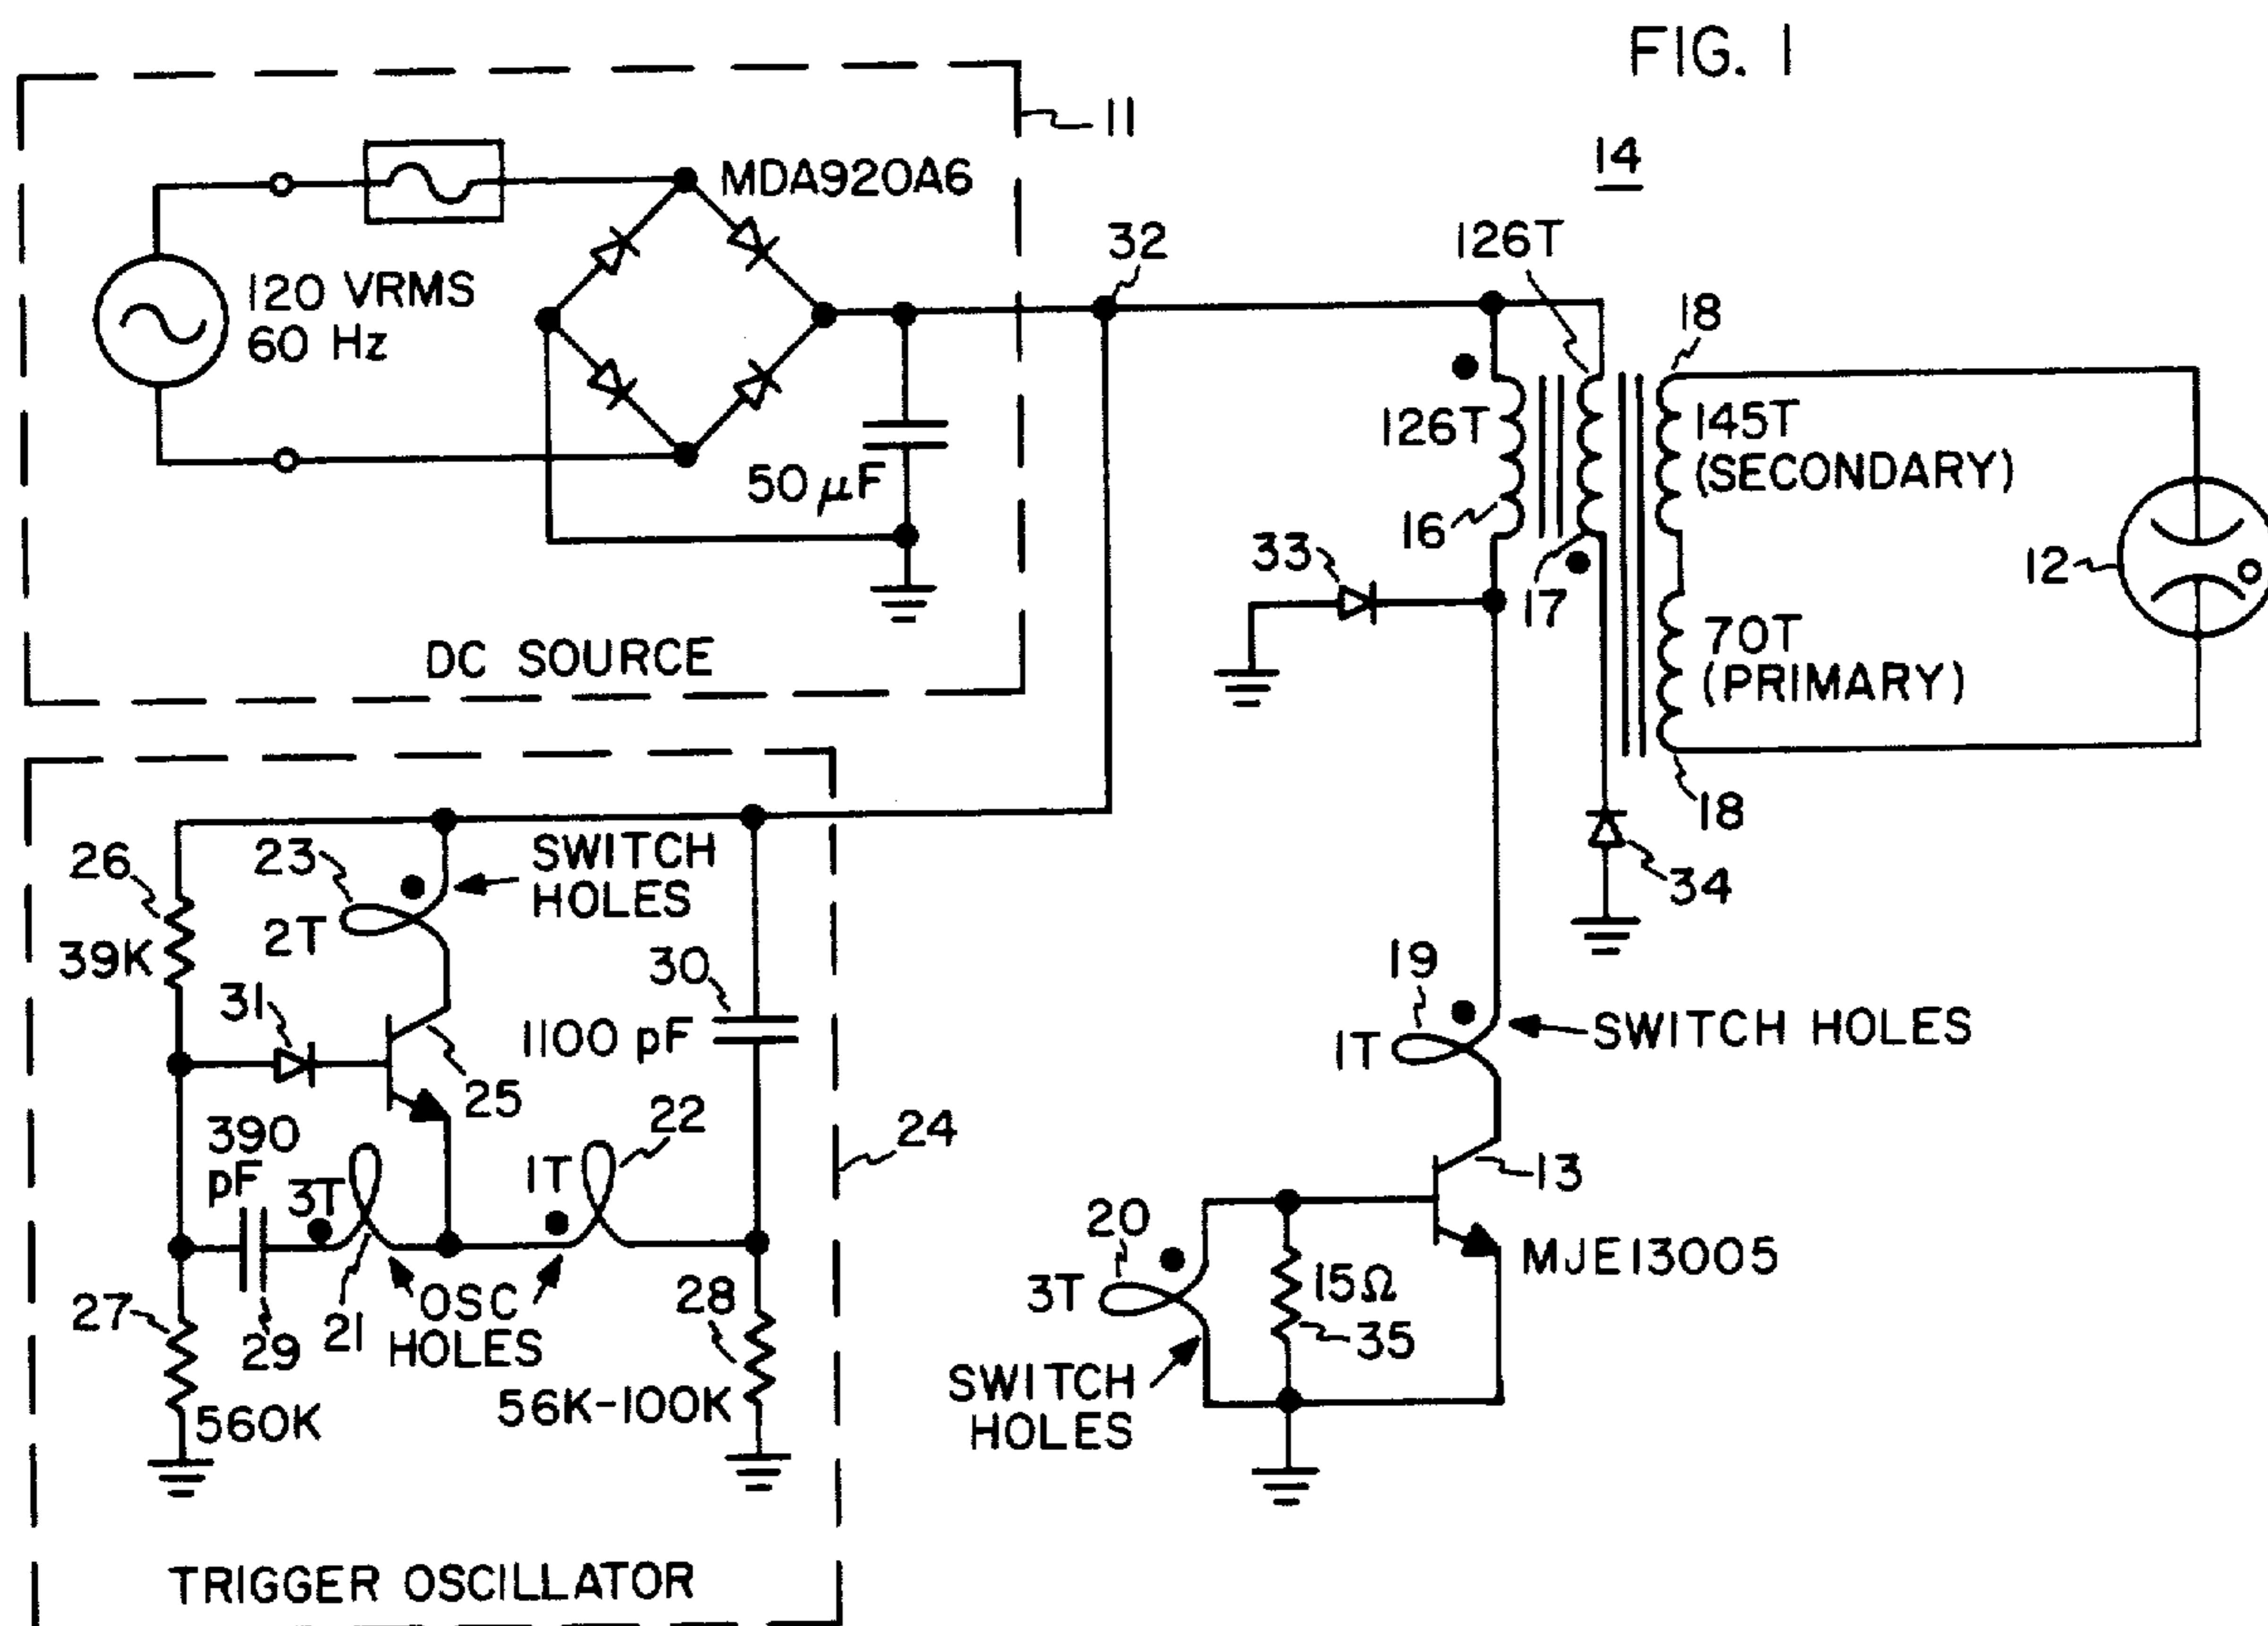 FIG. 1
11
14
MDA920A6
120 VRMS
60 Hz
50 µF
DC SOURCE
32
126T
18
126T
145T
(SECONDARY)
16
33
17
12
70T
(PRIMARY)
18
34
26
23
SWITCH
HOLES
2T
39K
30
31
1100 pF
25
22
390
pF
3T
1T
24
OSC
HOLES
27
29
21
28
560K
56K-100K
TRIGGER OSCILLATOR
19
1T
SWITCH HOLES
13
20
MJE13005
3T
15Ω
35
SWITCH
HOLES